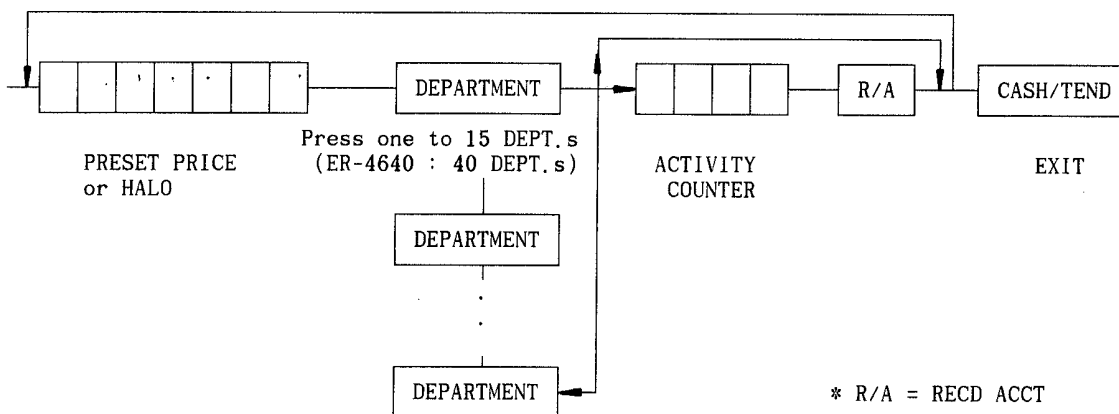 DEPARTMENT
R/A
CASH/TEND
Press one to 15 DEPT.s
(ER-4640 : 40 DEPT.s)
PRESET PRICE
or HALO
ACTIVITY
COUNTER
EXIT
DEPARTMENT
DEPARTMENT
* R/A = RECD ACCT